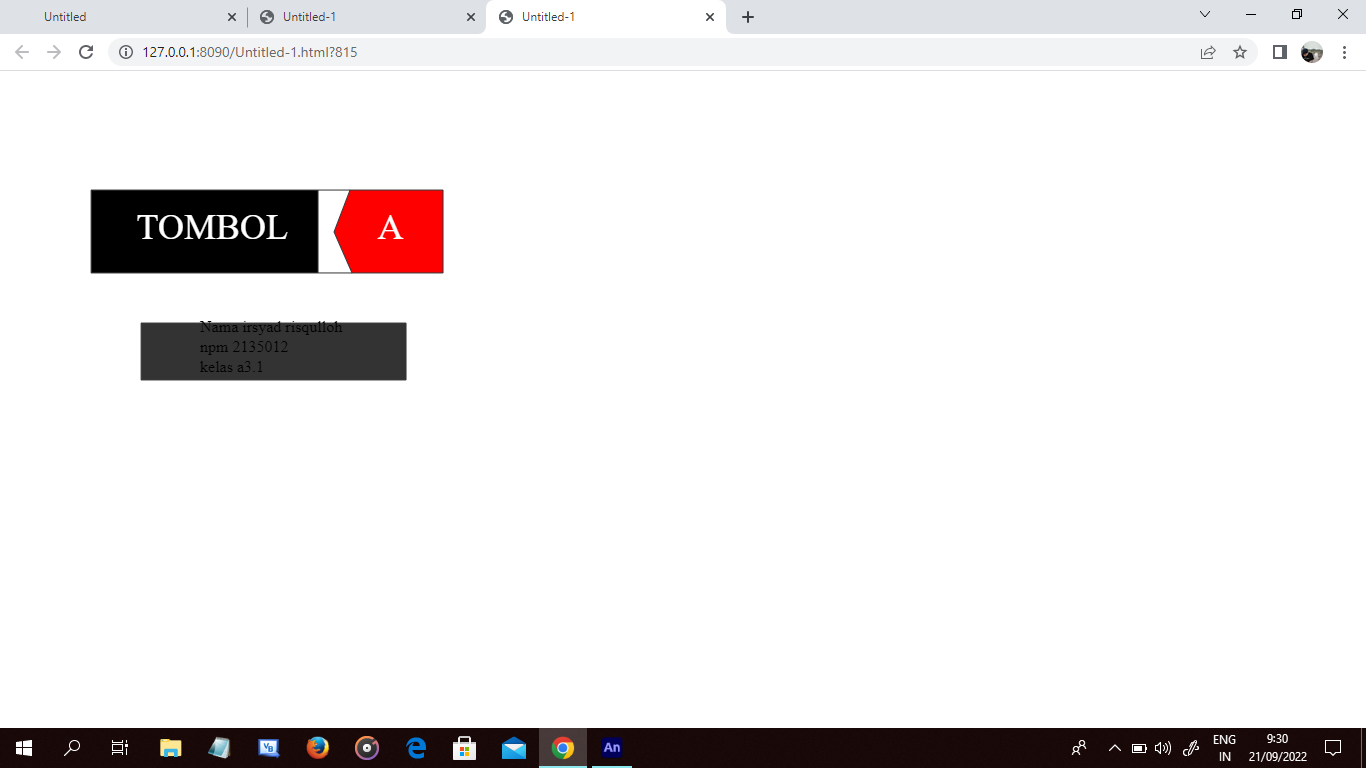 Untitled
Untitled-1
Untitled-1
127.0.0.1:8090/Untitled-1.html?815
TOMBOL
A
Nama irsyad risqulloh
npm 2135012
kelas a3.1
VB
An
ENG
IN
9:30
21/09/2022